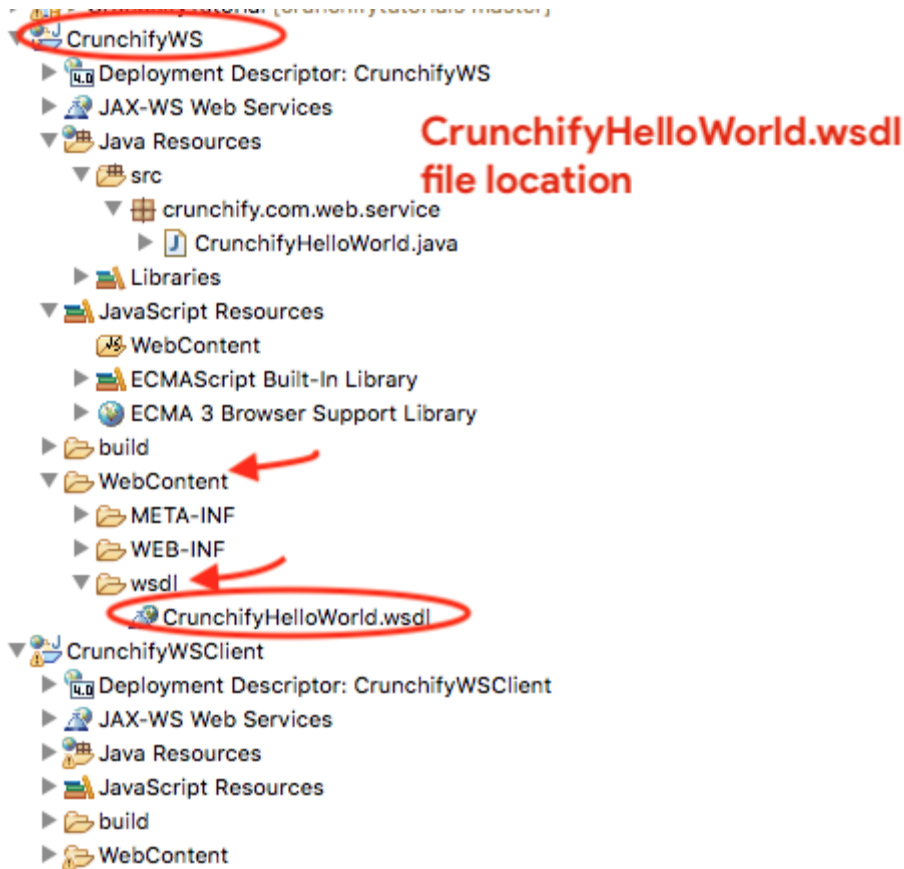 CrunchifyWS
Deployment Descriptor: CrunchifyWS
JAX-WS Web Services
Java Resources
CrunchifyHelloWorld.wsdl
file location
src
crunchify.com.web.service
CrunchifyHelloWorld.java
Libraries
JavaScript Resources
WebContent
ECMAScript Built-In Library
ECMA 3 Browser Support Library
build
WebContent
META-INF
WEB-INF
wsdl
CrunchifyHelloWorld.wsdl
CrunchifyWSClient
Deployment Descriptor: CrunchifyWSClient
JAX-WS Web Services
Java Resources
JavaScript Resources
build
WebContent